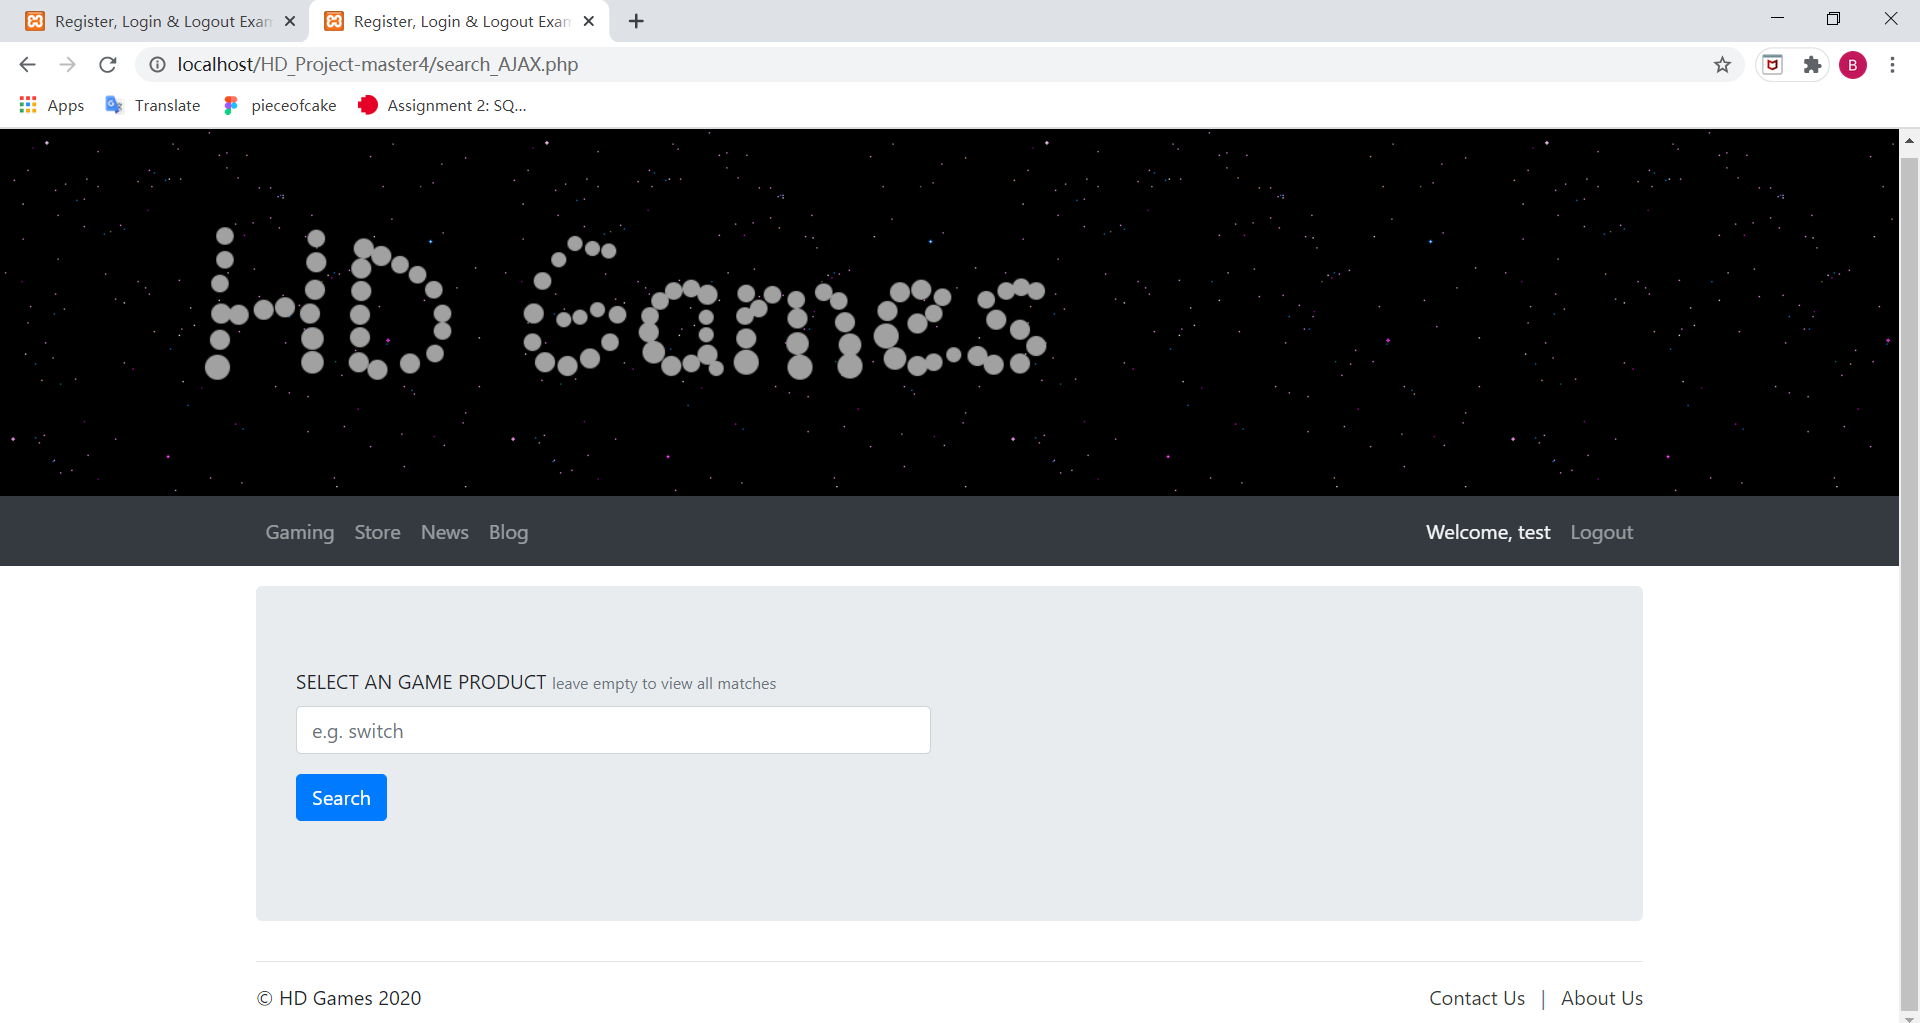 Register, Login & Logout Exam Register, Login & Logout Exam
localhost/HD_Project-master4/search_AJAX.php B
Apps Translate pieceofcake Assignment 2: SQ...
HD Games
Gaming Store News Blog Welcome, test Logout
SELECT AN GAME PRODUCT leave empty to view all matches
e.g. switch
Search
© HD Games 2020 Contact Us | About Us